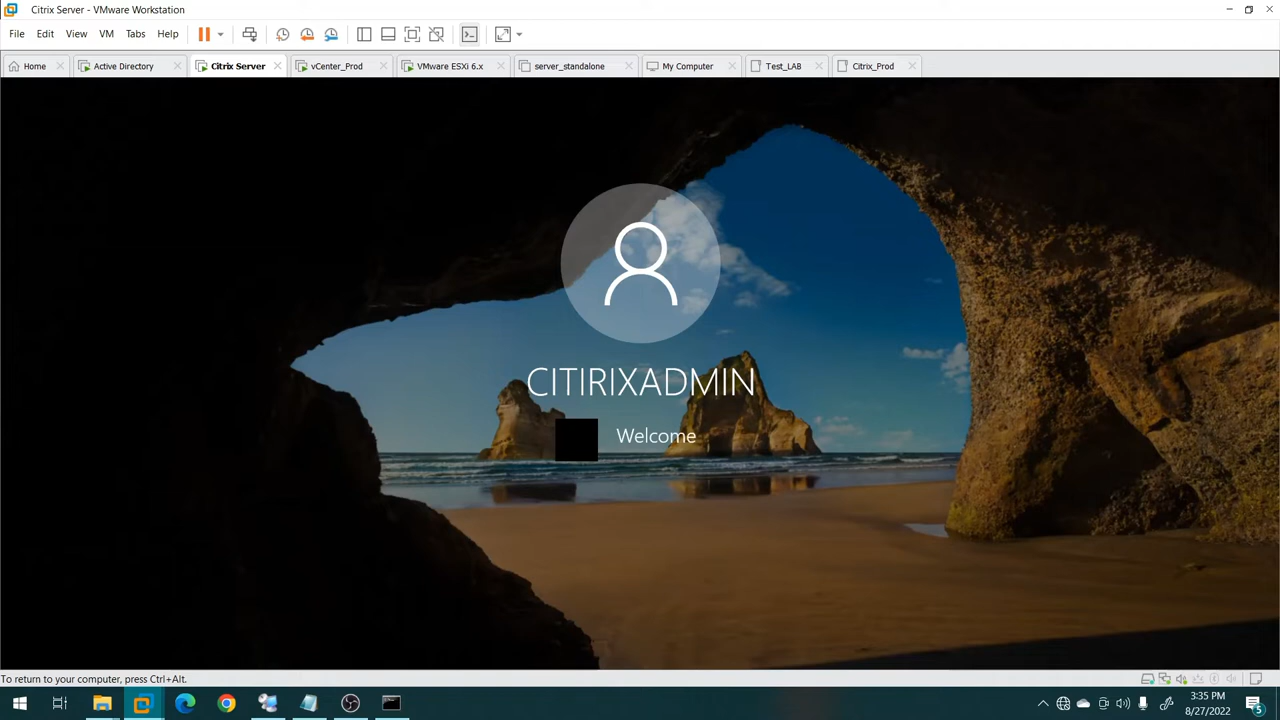 Citrix Server - VMware Workstation
File Edit View VM Tabs Help
Home Active Directory Citrix Server vCenter_Prod VMware ESXi 6.x server_standalone My Computer Test_LAB Citrix_Prod
CITIRIXADMIN
Welcome
To return to your computer, press Ctrl+Alt.
3:35 PM
8/27/2022
5